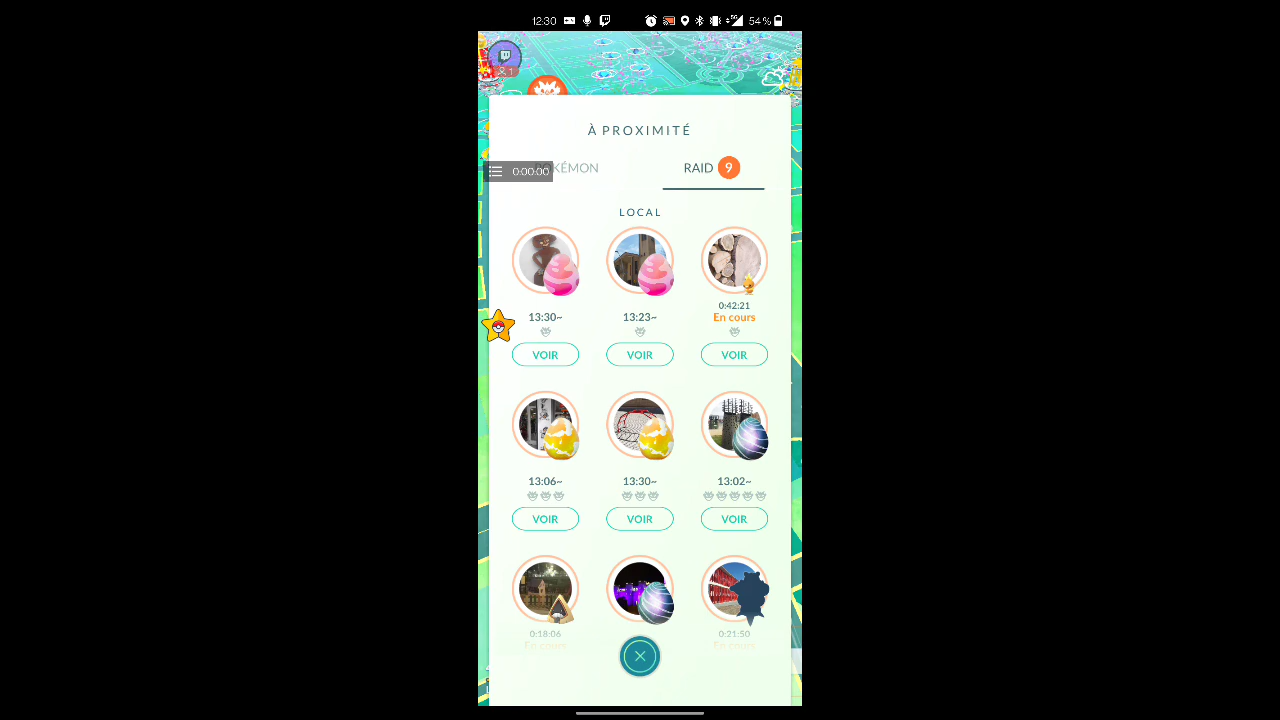 12:30
54 %
1
À PROXIMITÉ
POKÉMON
RAID 9
0:00:00
LOCAL
13:30~
13:23~
0:42:21
En cours
VOIR
VOIR
VOIR
13:06~
13:30~
13:02~
VOIR
VOIR
VOIR
0:18:06
En cours
0:21:50
En cours